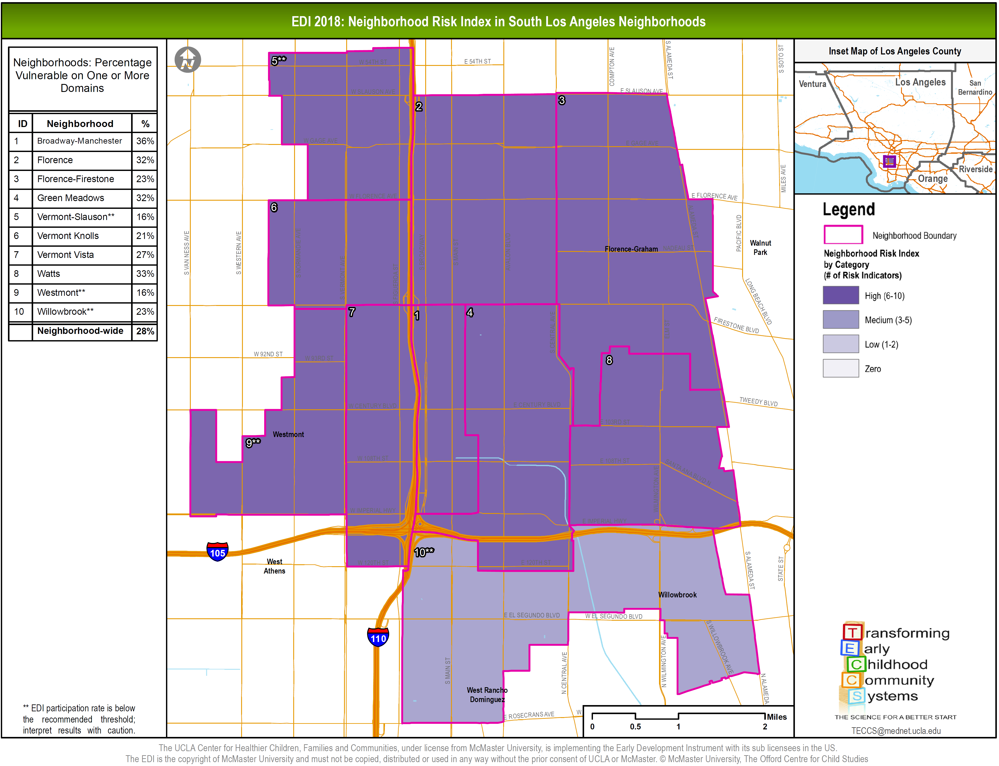 EDI 2018: Neighborhood Risk Index in South Los Angeles Neighborhoods
Neighborhoods: Percentage
Vulnerable on One or More
Domains
ID Neighborhood %
1 Broadway-Manchester 36%
2 Florence 32%
3 Florence-Firestone 23%
4 Green Meadows 32%
5 Vermont-Slauson** 16%
6 Vermont Knolls 21%
7 Vermont Vista 27%
8 Watts 33%
9 Westmont** 16%
10 Willowbrook** 23%
Neighborhood-wide 28%
** EDI participation rate is below
the recommended threshold;
interpret results with caution.
N
5**
W 54TH ST
E 54TH ST
COMPTON AVE
S ALAMEDA ST
S SOTO ST
W SLAUSON AVE
E SLAUSON AVE
2
3
W GAGE AVE
E GAGE AVE
MILES AVE
W FLORENCE AVE
E FLORENCE AVE
6
S VAN NESS AVE
S WESTERN AVE
S NORMANDIE AVE
S VERMONT AVE
S FIGUEROA ST
S BROADWAY
S MAIN ST
AVALON BLVD
Florence-Graham
NADEAU ST
ALAMEDA ST
PACIFIC BLVD
Walnut
Park
LONG BEACH BLVD
7
1
4
S CENTRAL AVE
ELM ST
FIRESTONE BLVD
W 92ND ST
W 93RD ST
8
W CENTURY BLVD
E CENTURY BLVD
TWEEDY BLVD
E 103RD ST
Westmont
9**
W 108TH ST
E 108TH ST
SANTA ANA BLVD N
WILMINGTON AVE
W IMPERIAL HWY
E IMPERIAL HWY
105
10**
West
Athens
W 120TH ST
E 120TH ST
S ALAMEDA ST
STATE ST
Willowbrook
E EL SEGUNDO BLVD
W EL SEGUNDO BLVD
S WILLOWBROOK AVE
110
S MAIN ST
N CENTRAL AVE
N WILMINGTON AVE
N ALAMEDA
West Rancho
Dominguez
E ROSECRANS AVE
W
Miles
0 0.5 1 2
Inset Map of Los Angeles County
Ventura
Los Angeles
San
Bernardino
Riverside
Orange
Legend
Neighborhood Boundary
Neighborhood Risk Index
by Category
(# of Risk Indicators)
High (6-10)
Medium (3-5)
Low (1-2)
Zero
Transforming
Early
Childhood
Community
Systems
THE SCIENCE FOR A BETTER START
TECCS@mednet.ucla.edu
The UCLA Center for Healthier Children, Families and Communities, under license from McMaster University, is implementing the Early Development Instrument with its sub licensees in the US.
The EDI is the copyright of McMaster University and must not be copied, distributed or used in any way without the prior consent of UCLA or McMaster. © McMaster University, The Offord Centre for Child Studies